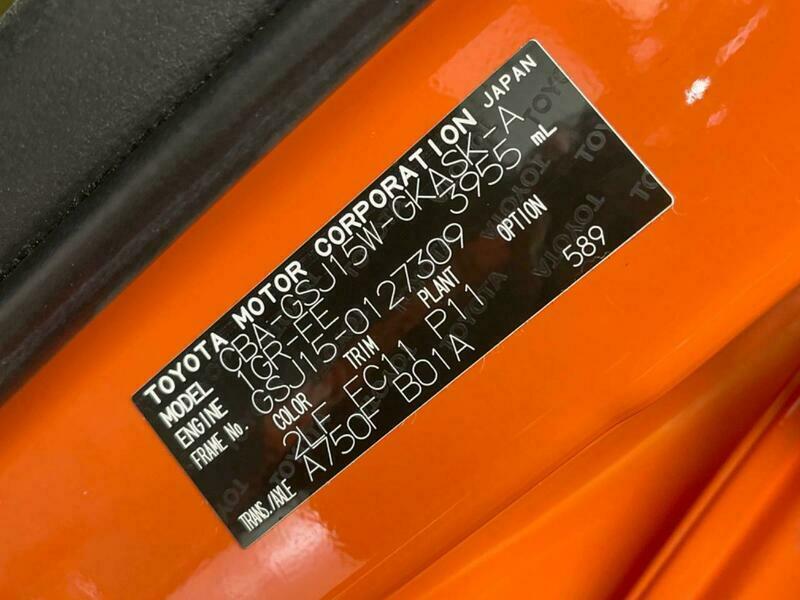 TOYOTA MOTOR CORPORATION JAPAN
MODEL CBA-GSJ15W-GKASK-A
ENGINE 1GR-FE 3955 mL
FRAME No. GSJ15-0127309
COLOR TRIM PLANT OPTION
2LF FC11 P11 589
TRANS./AXLE A750F B01A